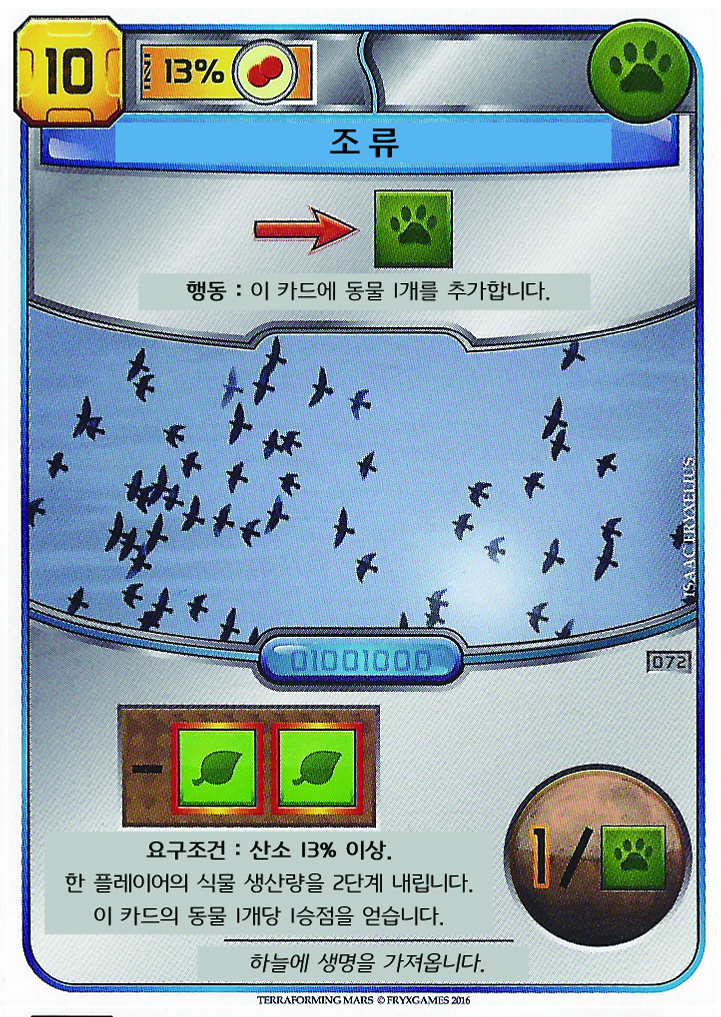 10
13%
조류
행동 : 이 카드에 동물 1개를 추가합니다.
ISAAC FRYXELIUS
01001000
072
-
1/
요구조건 : 산소 13% 이상.
한 플레이어의 식물 생산량을 2단계 내립니다.
이 카드의 동물 1개당 1승점을 얻습니다.
하늘에 생명을 가져옵니다.
TERRAFORMING MARS © FRYXGAMES 2016